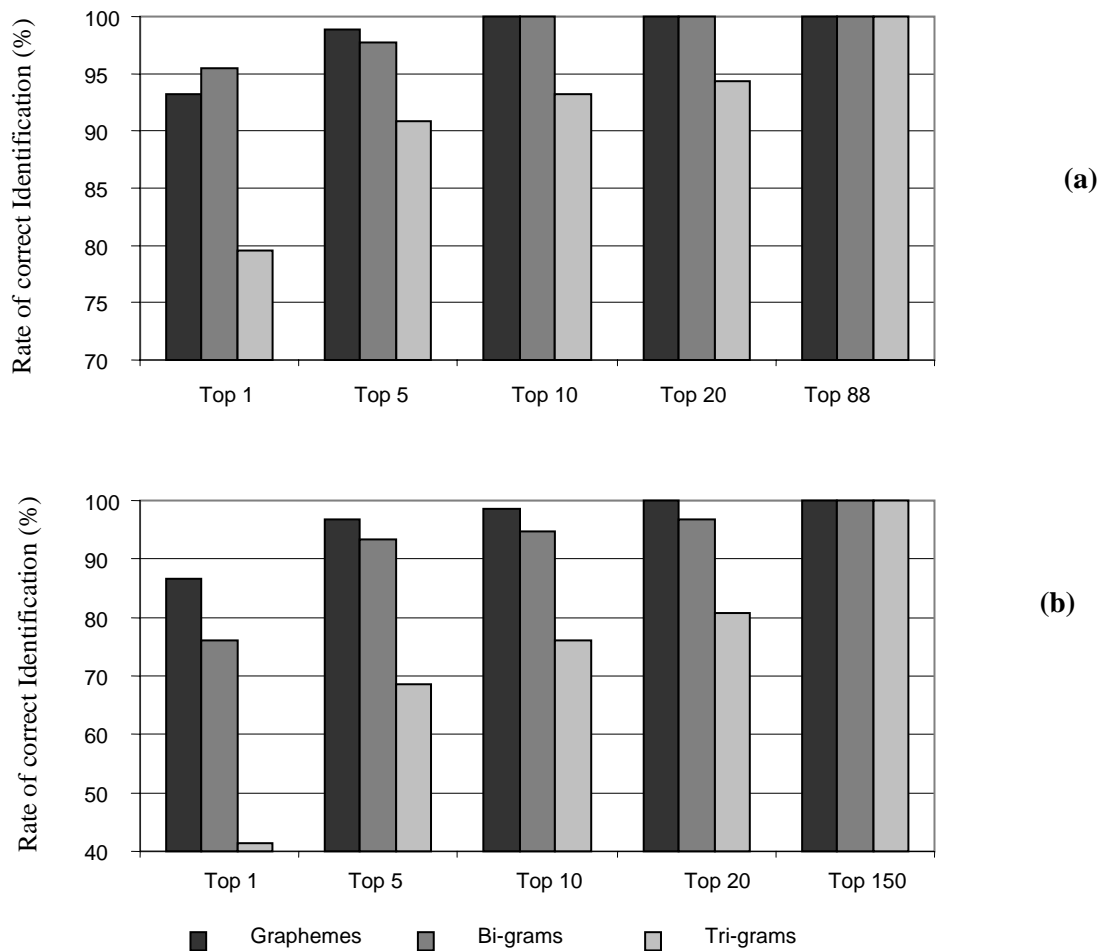 Rate of correct Identification (%)
100
95
90
85
80
75
70
Top 1 Top 5 Top 10 Top 20 Top 88
(a)
Rate of correct Identification (%)
100
90
80
70
60
50
40
Top 1 Top 5 Top 10 Top 20 Top 150
(b)
Graphemes Bi-grams Tri-grams